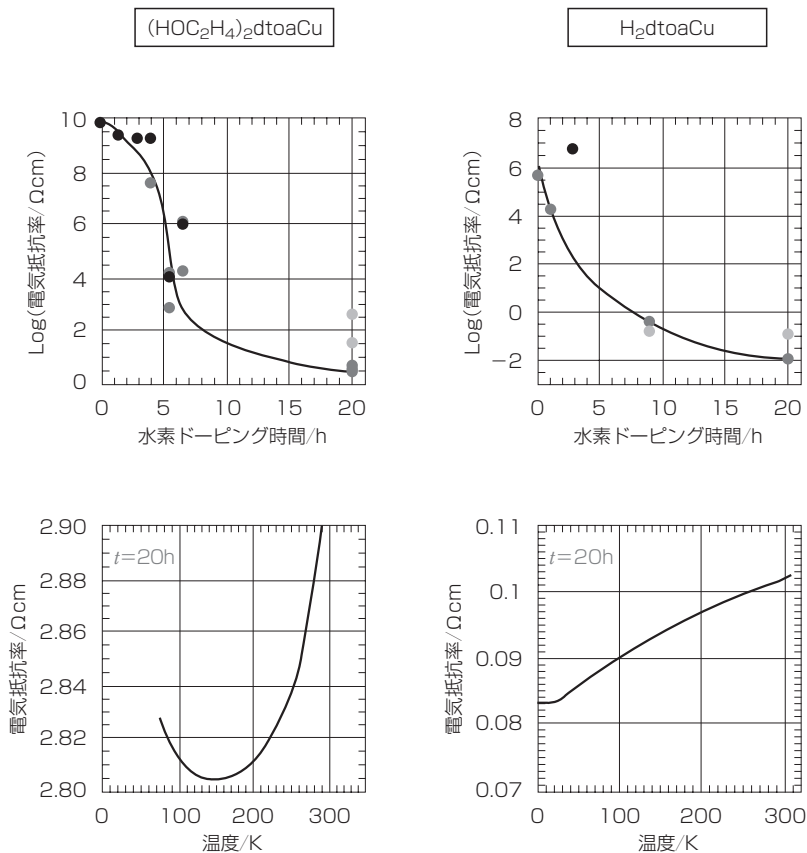 (HOC₂H₄)₂dtoaCu
H₂dtoaCu
Log(電気抵抗率/Ωcm)
10
8
6
4
2
0
0 5 10 15 20
水素ドーピング時間/h
Log(電気抵抗率/Ωcm)
8
6
4
2
0
−2
0 5 10 15 20
水素ドーピング時間/h
電気抵抗率/Ωcm
2.90
2.88
2.86
2.84
2.82
2.80
t=20h
0 100 200 300
温度/K
電気抵抗率/Ωcm
0.11
0.1
0.09
0.08
0.07
t=20h
0 100 200 300
温度/K